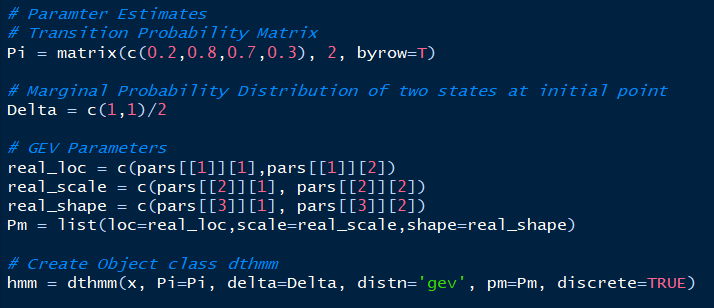 # Paramter Estimates
# Transition Probability Matrix
Pi = matrix(c(0.2,0.8,0.7,0.3), 2, byrow=T)
# Marginal Probability Distribution of two states at initial point
Delta = c(1,1)/2
# GEV Parameters
real_loc = c(pars[[1]][1],pars[[1]][2])
real_scale = c(pars[[2]][1], pars[[2]][2])
real_shape = c(pars[[3]][1], pars[[3]][2])
Pm = list(loc=real_loc,scale=real_scale,shape=real_shape)
# Create Object class dthmm
hmm = dthmm(x, Pi=Pi, delta=Delta, distn='gev', pm=Pm, discrete=TRUE)